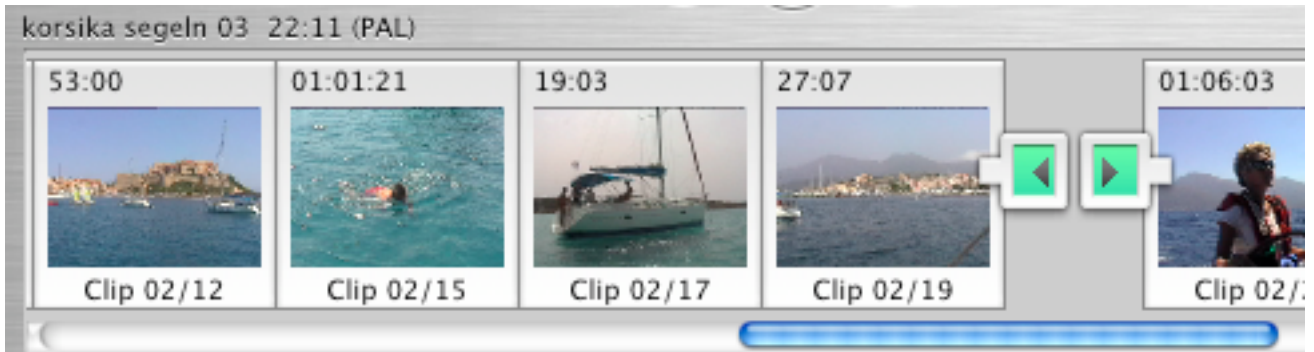 korsika segeln 03 22:11 (PAL)
53:00 01:01:21 19:03 27:07 01:06:03
Clip 02/12 Clip 02/15 Clip 02/17 Clip 02/19 Clip